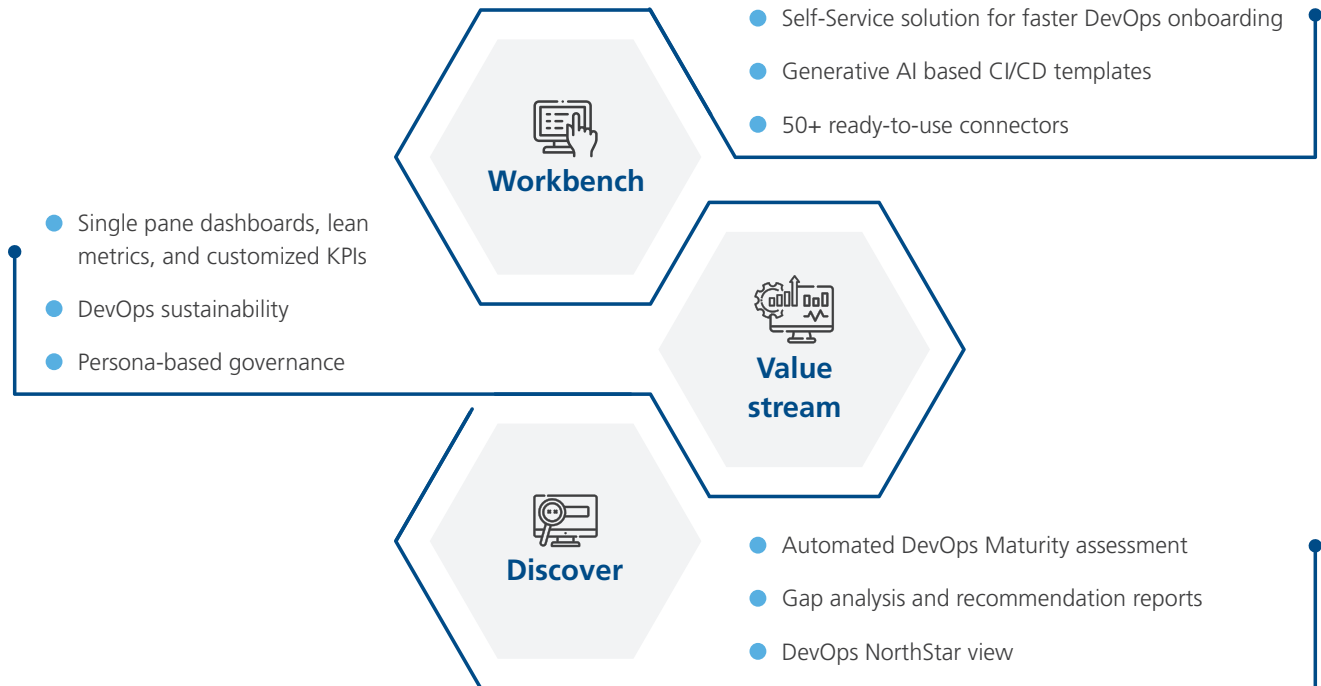 Self-Service solution for faster DevOps onboarding
Generative AI based CI/CD templates
50+ ready-to-use connectors
Workbench
Single pane dashboards, lean
metrics, and customized KPIs
DevOps sustainability
Persona-based governance
Value
stream
Discover
Automated DevOps Maturity assessment
Gap analysis and recommendation reports
DevOps NorthStar view